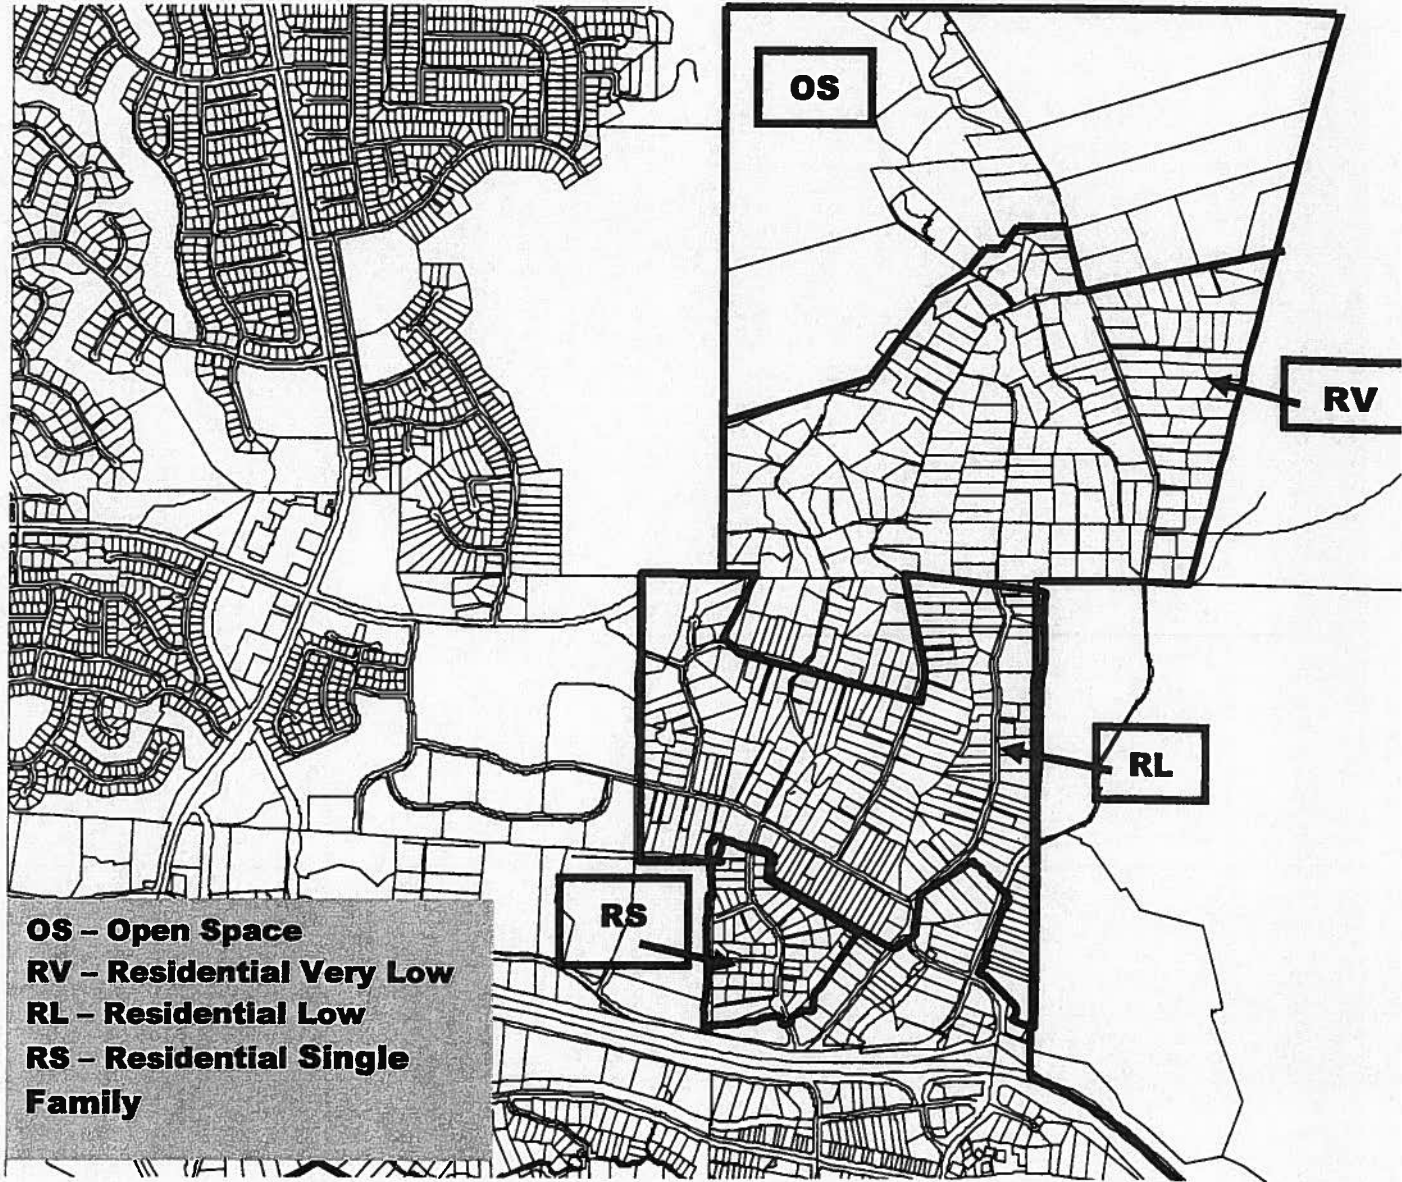 OS
RV
RL
RS
OS – Open Space
RV – Residential Very Low
RL – Residential Low
RS – Residential Single
Family